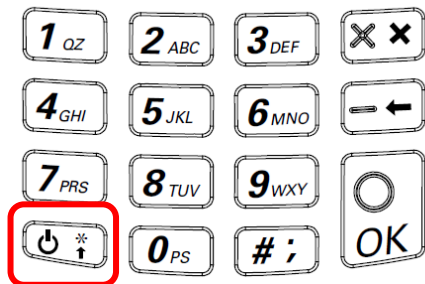 1 QZ 2 ABC 3 DEF ✕ ✖
4 GHI 5 JKL 6 MNO — ←
7 PRS 8 TUV 9 WXY
⏻ * ↑ 0 PS # ; OK